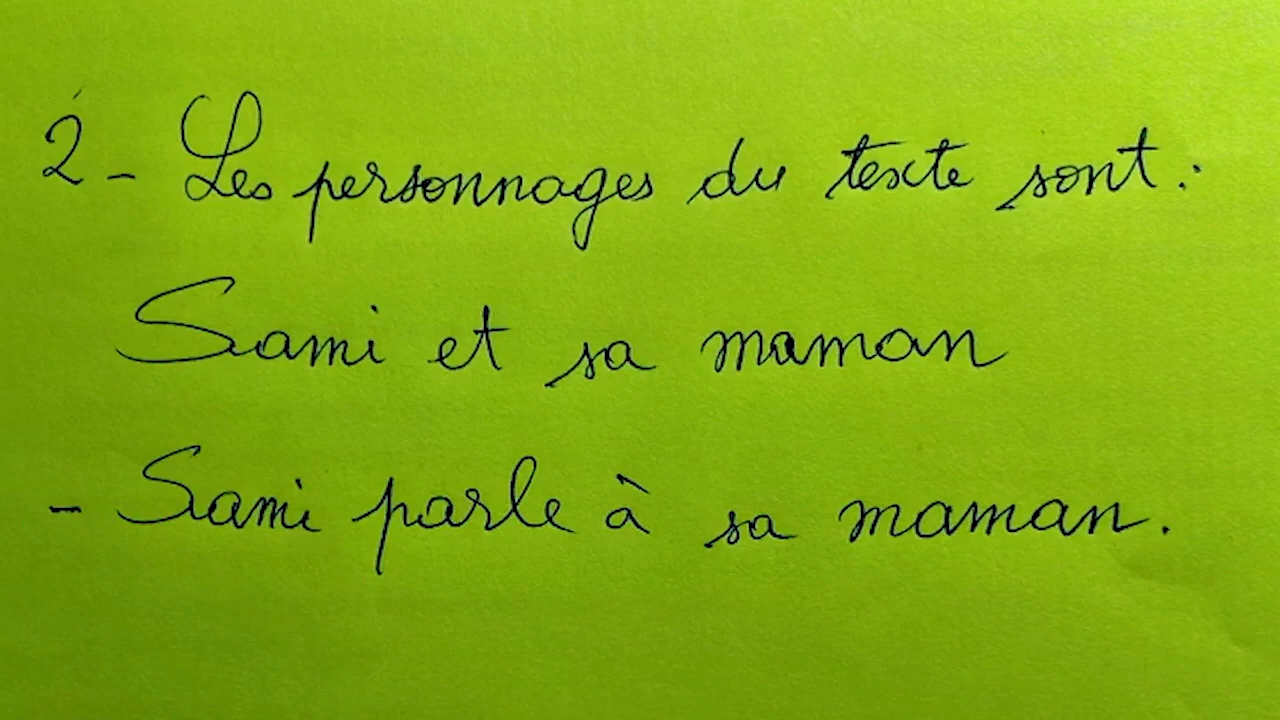 2 - Les personnages du texte sont :
Sami et sa maman
- Sami parle à sa maman.